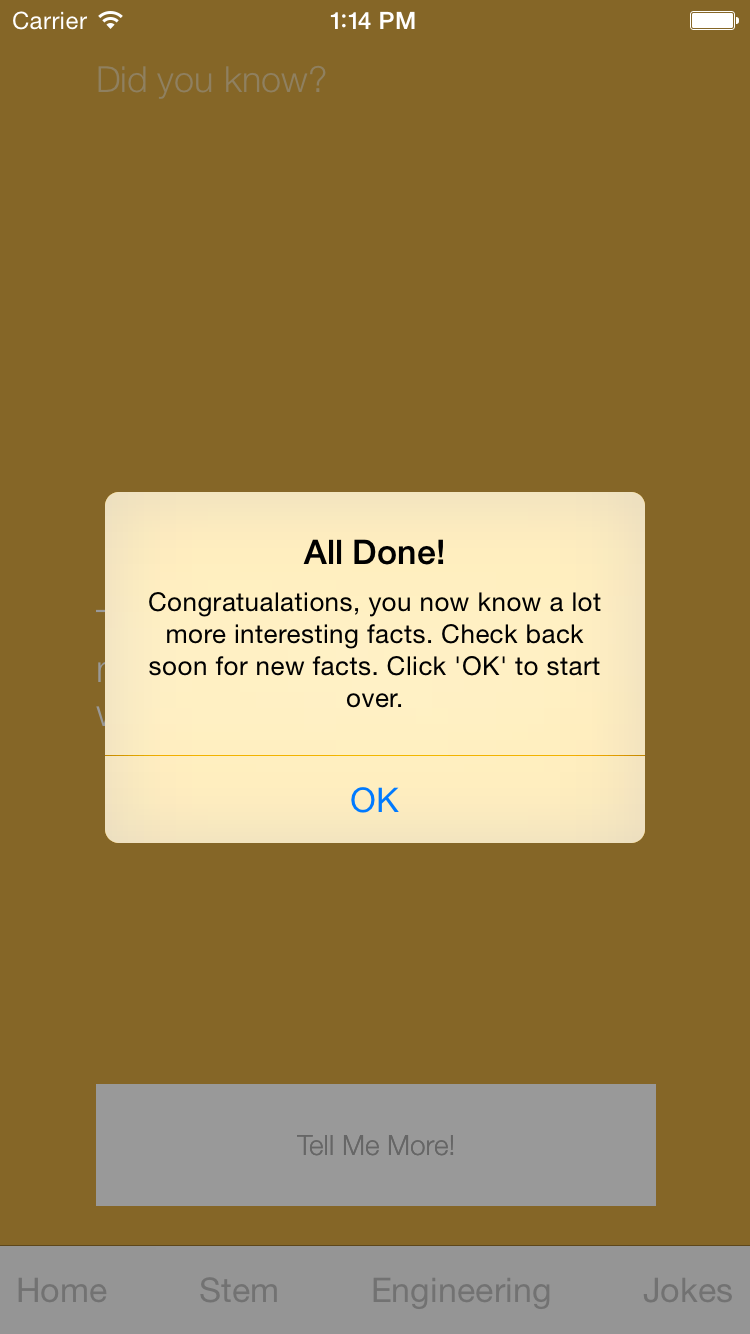 Carrier 1:14 PM
Did you know?
All Done!
Congratualations, you now know a lot
more interesting facts. Check back
soon for new facts. Click 'OK' to start
over.
OK
Tell Me More!
Home Stem Engineering Jokes